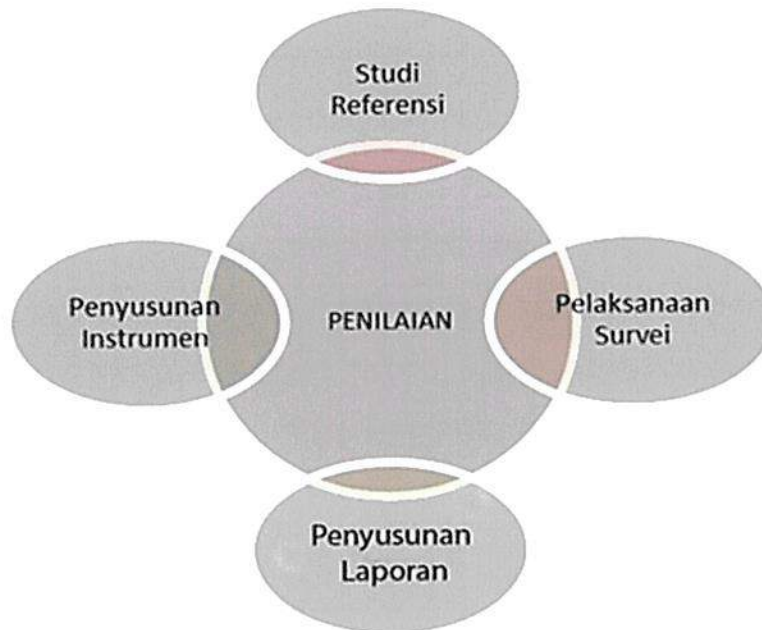 Studi
Referensi
Penyusunan
Instrumen
PENILAIAN
Pelaksanaan
Survei
Penyusunan
Laporan